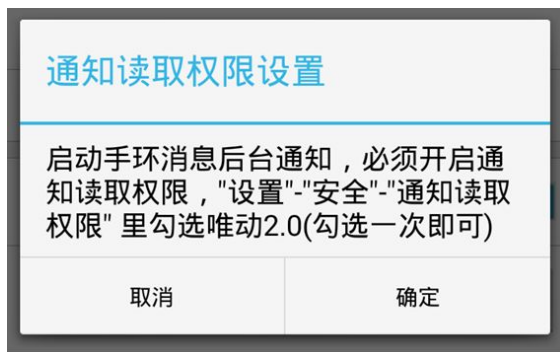 通知读取权限设置
启动手环消息后台通知，必须开启通
知读取权限，"设置"-"安全"-"通知读取
权限" 里勾选唯动2.0(勾选一次即可)
取消
确定